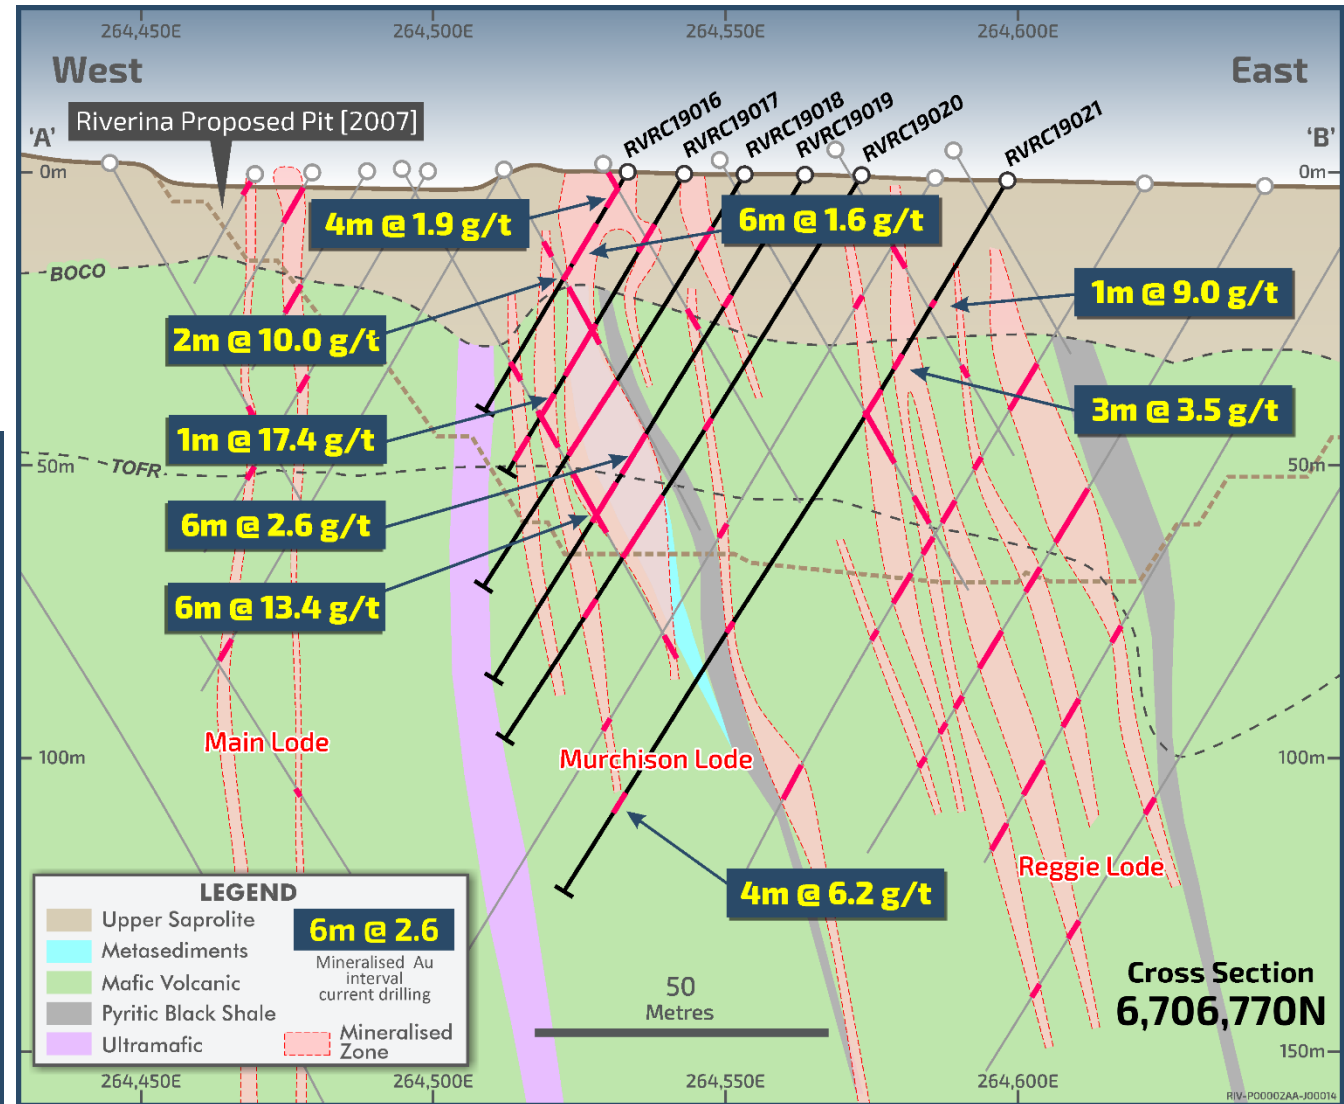 264,450E
264,500E
264,550E
264,600E
West
East
Riverina Proposed Pit [2007]
'A'
'B'
RVRC19016
RVRC19017
RVRC19018
RVRC19019
RVRC19020
RVRC19021
0m
0m
4m @ 1.9 g/t
6m @ 1.6 g/t
BOCO
1m @ 9.0 g/t
2m @ 10.0 g/t
3m @ 3.5 g/t
1m @ 17.4 g/t
50m
TOFR
50m
6m @ 2.6 g/t
6m @ 13.4 g/t
Main Lode
Murchison Lode
100m
100m
Reggie Lode
4m @ 6.2 g/t
LEGEND
Upper Saprolite
Metasediments
Mafic Volcanic
Pyritic Black Shale
Ultramafic
6m @ 2.6
Mineralised Au
interval
current drilling
Mineralised
Zone
50
Metres
Cross Section
6,706,770N
150m
264,450E
264,500E
264,550E
264,600E
RIV-P00002AA-J00014